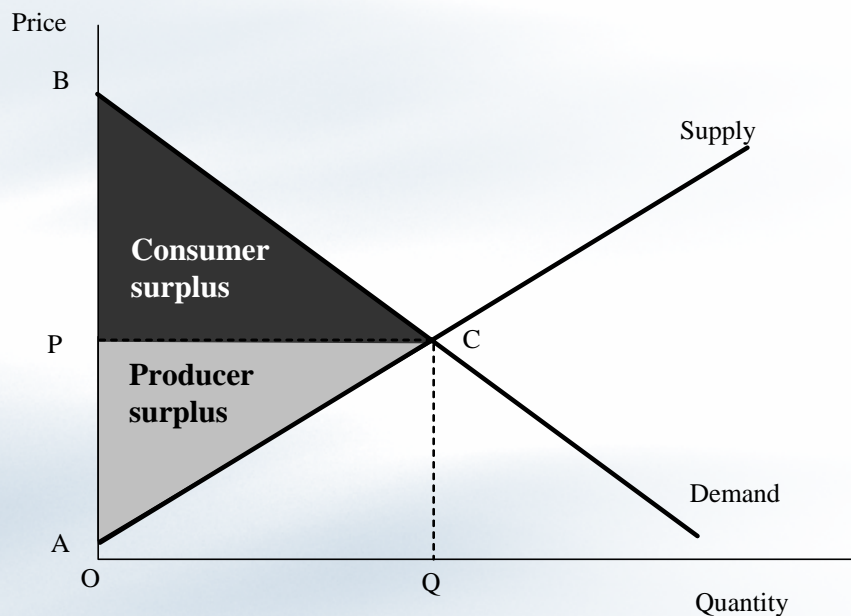 Price
B
Supply
Consumer
surplus
P
C
Producer
surplus
Demand
A
O
Q
Quantity